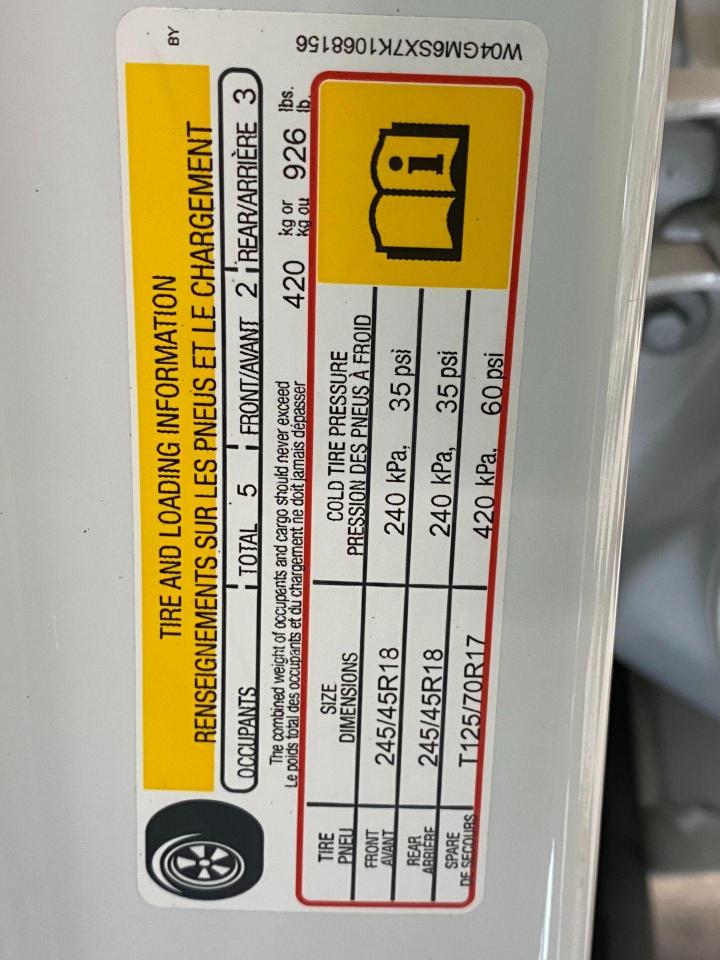 TIRE AND LOADING INFORMATION
RENSEIGNEMENTS SUR LES PNEUS ET LE CHARGEMENT
BY
OCCUPANTS TOTAL 5 FRONT/AVANT 2 REAR/ARRIÈRE 3
The combined weight of occupants and cargo should never exceed 420 kg or 926 lbs.
Le poids total des occupants et du chargement ne doit jamais dépasser kg ou lb.
TIRE SIZE COLD TIRE PRESSURE
PNEU DIMENSIONS PRESSION DES PNEUS À FROID
FRONT
AVANT 245/45R18 240 kPa, 35 psi
REAR
ARRIÈRE 245/45R18 240 kPa, 35 psi
SPARE
DE SECOURS T125/70R17 420 kPa, 60 psi
i
W04GM6SX7K1068156